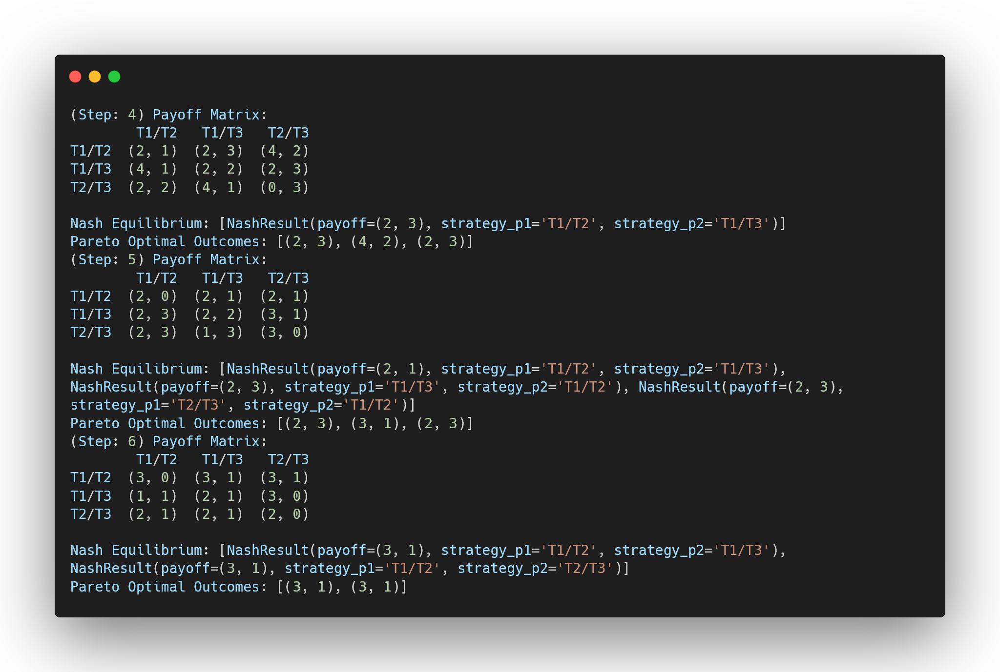 (Step: 4) Payoff Matrix:
        T1/T2   T1/T3   T2/T3
T1/T2  (2, 1)  (2, 3)  (4, 2)
T1/T3  (4, 1)  (2, 2)  (2, 3)
T2/T3  (2, 2)  (4, 1)  (0, 3)

Nash Equilibrium: [NashResult(payoff=(2, 3), strategy_p1='T1/T2', strategy_p2='T1/T3')]
Pareto Optimal Outcomes: [(2, 3), (4, 2), (2, 3)]
(Step: 5) Payoff Matrix:
        T1/T2   T1/T3   T2/T3
T1/T2  (2, 0)  (2, 1)  (2, 1)
T1/T3  (2, 3)  (2, 2)  (3, 1)
T2/T3  (2, 3)  (1, 3)  (3, 0)

Nash Equilibrium: [NashResult(payoff=(2, 1), strategy_p1='T1/T2', strategy_p2='T1/T3'),
NashResult(payoff=(2, 3), strategy_p1='T1/T3', strategy_p2='T1/T2'), NashResult(payoff=(2, 3),
strategy_p1='T2/T3', strategy_p2='T1/T2')]
Pareto Optimal Outcomes: [(2, 3), (3, 1), (2, 3)]
(Step: 6) Payoff Matrix:
        T1/T2   T1/T3   T2/T3
T1/T2  (3, 0)  (3, 1)  (3, 1)
T1/T3  (1, 1)  (2, 1)  (3, 0)
T2/T3  (2, 1)  (2, 1)  (2, 0)

Nash Equilibrium: [NashResult(payoff=(3, 1), strategy_p1='T1/T2', strategy_p2='T1/T3'),
NashResult(payoff=(3, 1), strategy_p1='T1/T2', strategy_p2='T2/T3')]
Pareto Optimal Outcomes: [(3, 1), (3, 1)]